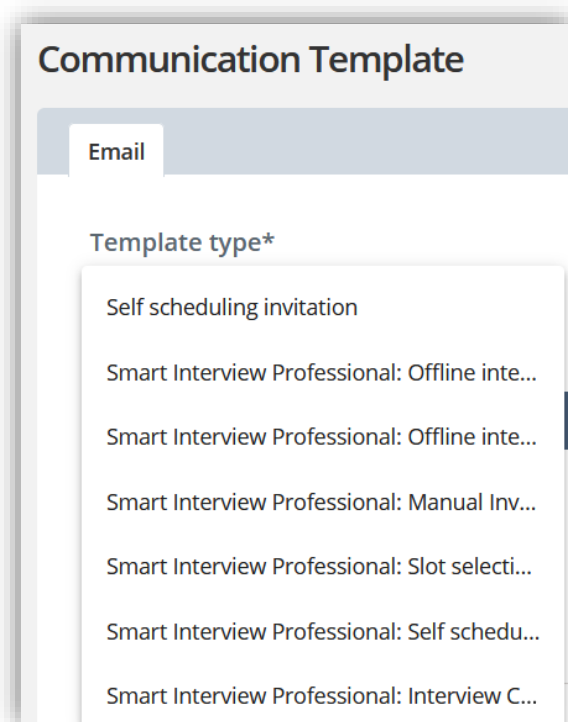 Communication Template
Email
Template type*
Self scheduling invitation
Smart Interview Professional: Offline inte...
Smart Interview Professional: Offline inte...
Smart Interview Professional: Manual Inv...
Smart Interview Professional: Slot selecti...
Smart Interview Professional: Self schedu...
Smart Interview Professional: Interview C...